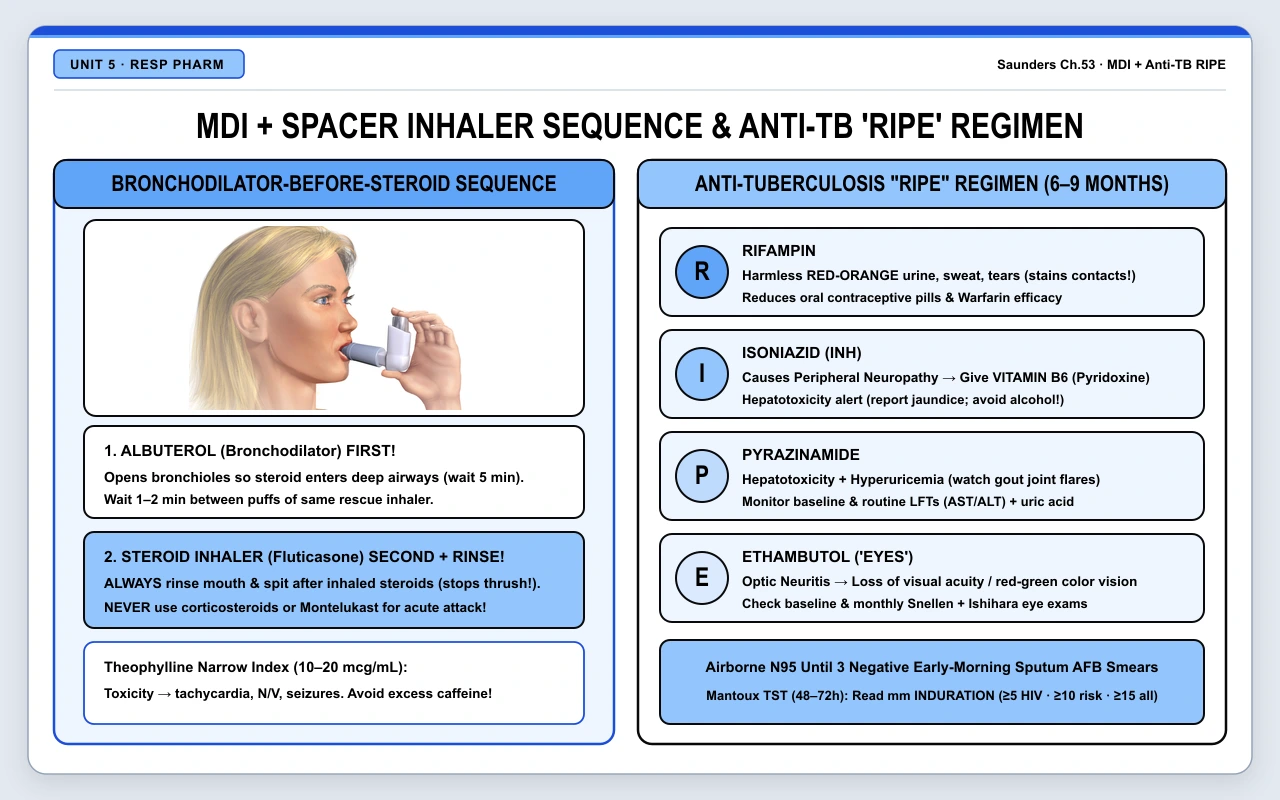 UNIT 5 · RESP PHARM
Saunders Ch.53 · MDI + Anti-TB RIPE
MDI + SPACER INHALER SEQUENCE & ANTI-TB 'RIPE' REGIMEN
BRONCHODILATOR-BEFORE-STEROID SEQUENCE
1. ALBUTEROL (Bronchodilator) FIRST!
Opens bronchioles so steroid enters deep airways (wait 5 min).
Wait 1–2 min between puffs of same rescue inhaler.
2. STEROID INHALER (Fluticasone) SECOND + RINSE!
ALWAYS rinse mouth & spit after inhaled steroids (stops thrush!).
NEVER use corticosteroids or Montelukast for acute attack!
Theophylline Narrow Index (10–20 mcg/mL):
Toxicity → tachycardia, N/V, seizures. Avoid excess caffeine!
ANTI-TUBERCULOSIS "RIPE" REGIMEN (6–9 MONTHS)
R
RIFAMPIN
Harmless RED-ORANGE urine, sweat, tears (stains contacts!)
Reduces oral contraceptive pills & Warfarin efficacy
I
ISONIAZID (INH)
Causes Peripheral Neuropathy → Give VITAMIN B6 (Pyridoxine)
Hepatotoxicity alert (report jaundice; avoid alcohol!)
P
PYRAZINAMIDE
Hepatotoxicity + Hyperuricemia (watch gout joint flares)
Monitor baseline & routine LFTs (AST/ALT) + uric acid
E
ETHAMBUTOL ('EYES')
Optic Neuritis → Loss of visual acuity / red-green color vision
Check baseline & monthly Snellen + Ishihara eye exams
Airborne N95 Until 3 Negative Early-Morning Sputum AFB Smears
Mantoux TST (48–72h): Read mm INDURATION (≥5 HIV · ≥10 risk · ≥15 all)